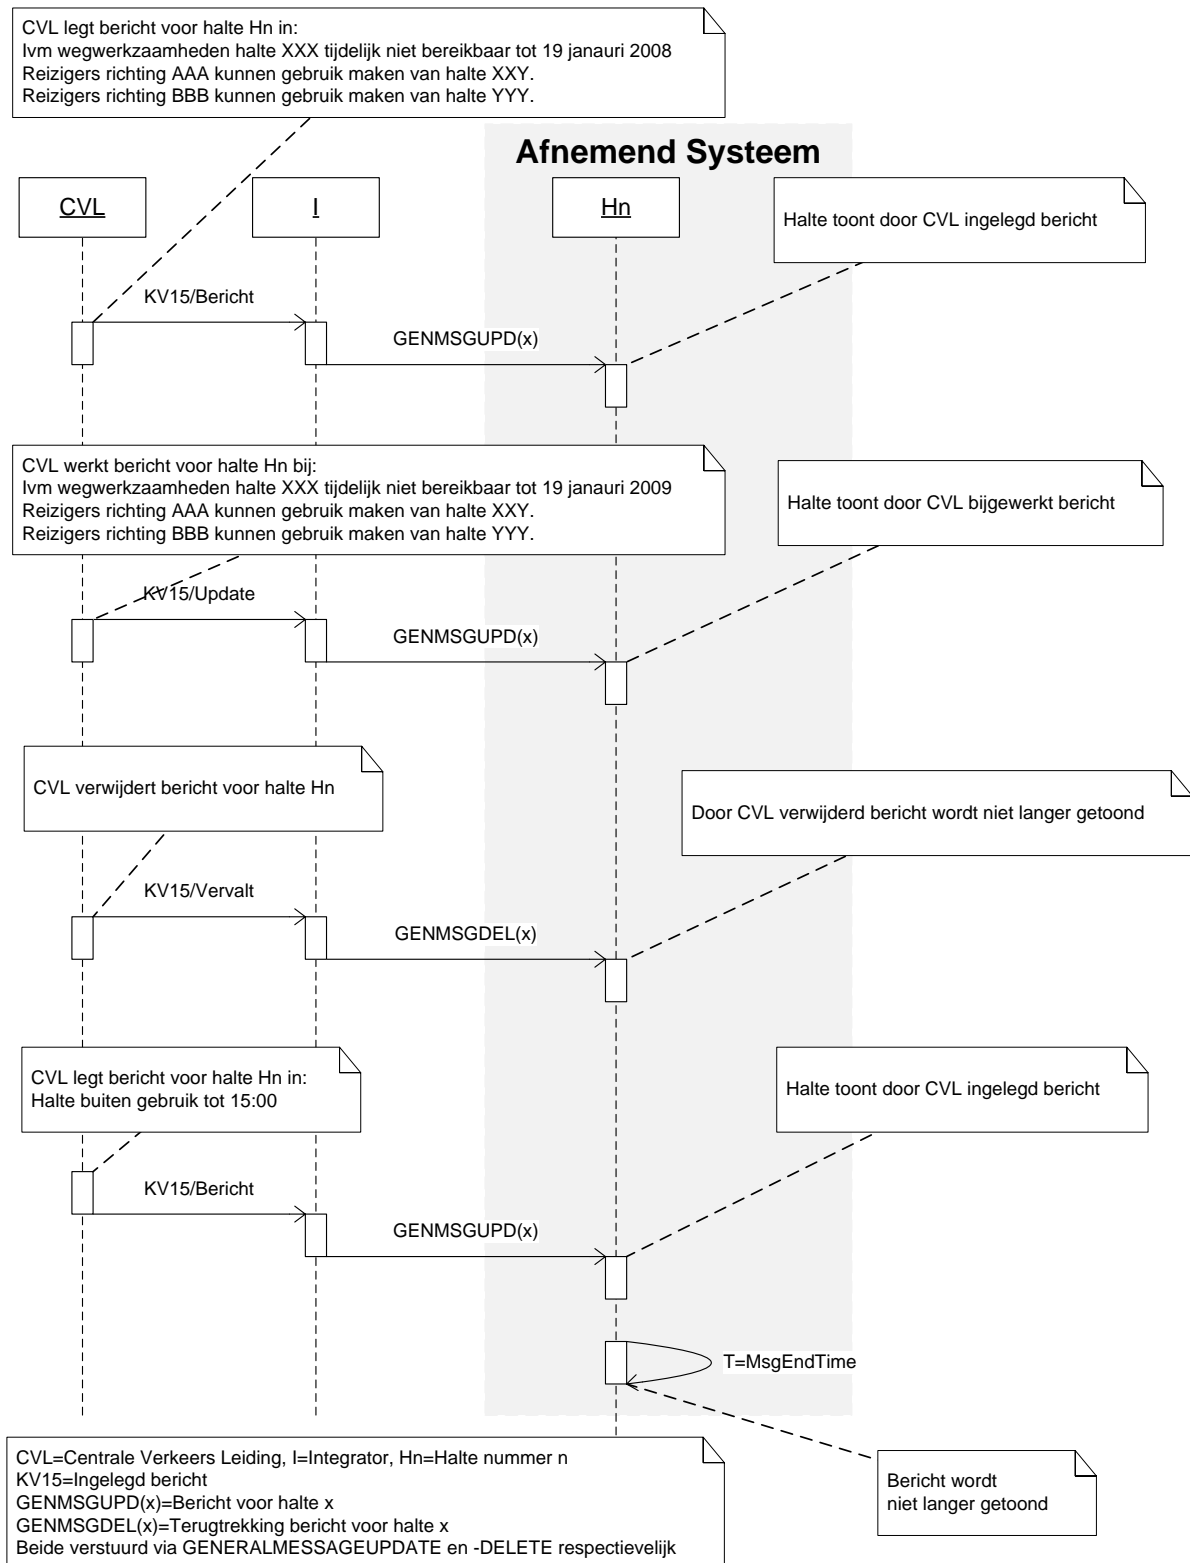 CVL legt bericht voor halte Hn in:
Ivm wegwerkzaamheden halte XXX tijdelijk niet bereikbaar tot 19 janauri 2008
Reizigers richting AAA kunnen gebruik maken van halte XXY.
Reizigers richting BBB kunnen gebruik maken van halte YYY.
Afnemend Systeem
CVL
I
Hn
Halte toont door CVL ingelegd bericht
KV15/Bericht
GENMSGUPD(x)
CVL werkt bericht voor halte Hn bij:
Ivm wegwerkzaamheden halte XXX tijdelijk niet bereikbaar tot 19 janauri 2009
Reizigers richting AAA kunnen gebruik maken van halte XXY.
Reizigers richting BBB kunnen gebruik maken van halte YYY.
Halte toont door CVL bijgewerkt bericht
KV15/Update
GENMSGUPD(x)
CVL verwijdert bericht voor halte Hn
Door CVL verwijderd bericht wordt niet langer getoond
KV15/Vervalt
GENMSGDEL(x)
CVL legt bericht voor halte Hn in:
Halte buiten gebruik tot 15:00
Halte toont door CVL ingelegd bericht
KV15/Bericht
GENMSGUPD(x)
T=MsgEndTime
CVL=Centrale Verkeers Leiding, I=Integrator, Hn=Halte nummer n
KV15=Ingelegd bericht
GENMSGUPD(x)=Bericht voor halte x
GENMSGDEL(x)=Terugtrekking bericht voor halte x
Beide verstuurd via GENERALMESSAGEUPDATE en -DELETE respectievelijk
Bericht wordt
niet langer getoond